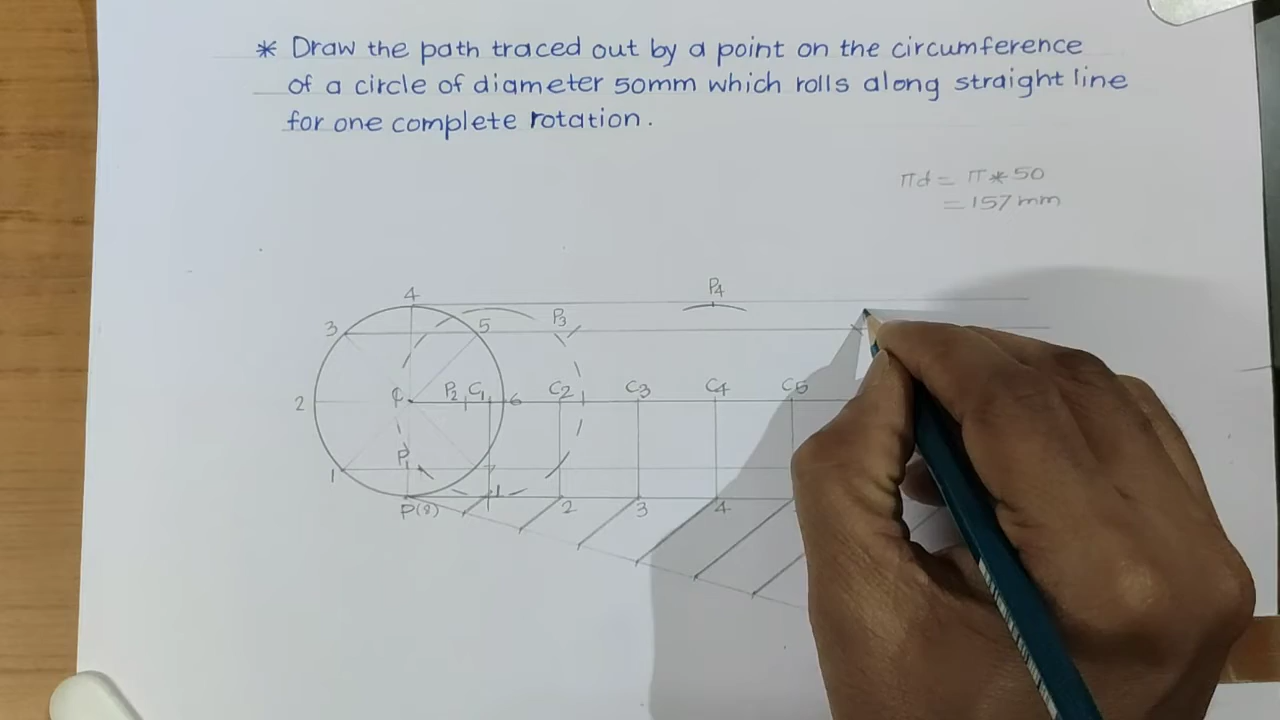 * Draw the path traced out by a point on the circumference
of a circle of diameter 50mm which rolls along straight line
for one complete rotation.
πd = π*50
= 157mm
4 P4
3 5 P3
2 C P2 C1 6 C2 C3 C4 C5
1 P1
P(8) 1 2 3 4